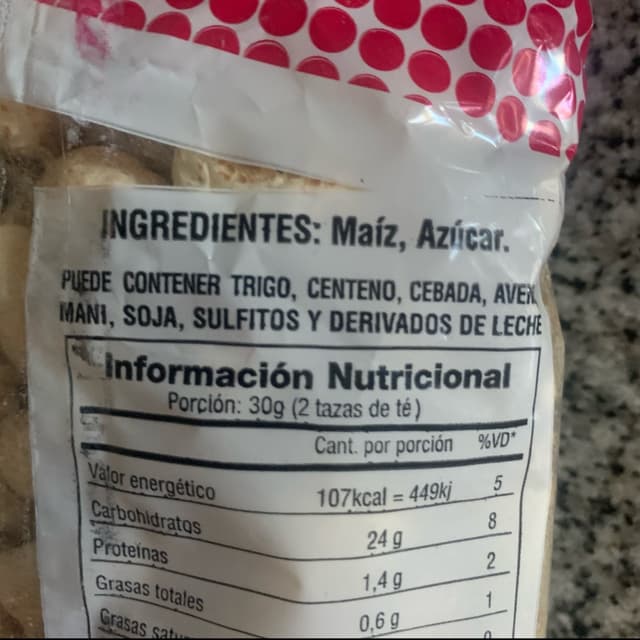 INGREDIENTES: Maíz, Azúcar.
PUEDE CONTENER TRIGO, CENTENO, CEBADA,
MANI, SOJA, SULFITOS Y DERIVADOS DE LECHE
Información Nutricional
Porción: 30g (2 tazas de té)
Cant. por porción %VD*
Valor energético 107kcal = 449kj 5
Carbohidratos 24 g 8
Proteínas 1,4 g 2
Grasas totales 0,6 g 1
Grasas